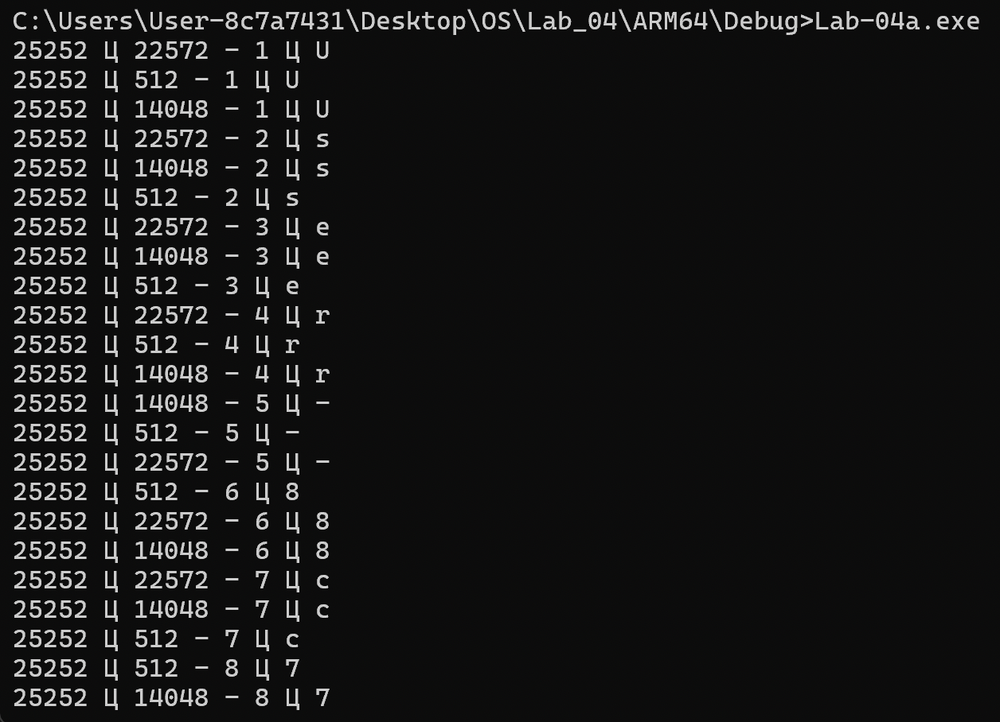 C:\Users\User-8c7a7431\Desktop\OS\Lab_04\ARM64\Debug>Lab-04a.exe
25252 Ц 22572 - 1 Ц U
25252 Ц 512 - 1 Ц U
25252 Ц 14048 - 1 Ц U
25252 Ц 22572 - 2 Ц s
25252 Ц 14048 - 2 Ц s
25252 Ц 512 - 2 Ц s
25252 Ц 22572 - 3 Ц e
25252 Ц 14048 - 3 Ц e
25252 Ц 512 - 3 Ц e
25252 Ц 22572 - 4 Ц r
25252 Ц 512 - 4 Ц r
25252 Ц 14048 - 4 Ц r
25252 Ц 14048 - 5 Ц -
25252 Ц 512 - 5 Ц -
25252 Ц 22572 - 5 Ц -
25252 Ц 512 - 6 Ц 8
25252 Ц 22572 - 6 Ц 8
25252 Ц 14048 - 6 Ц 8
25252 Ц 22572 - 7 Ц c
25252 Ц 14048 - 7 Ц c
25252 Ц 512 - 7 Ц c
25252 Ц 512 - 8 Ц 7
25252 Ц 14048 - 8 Ц 7